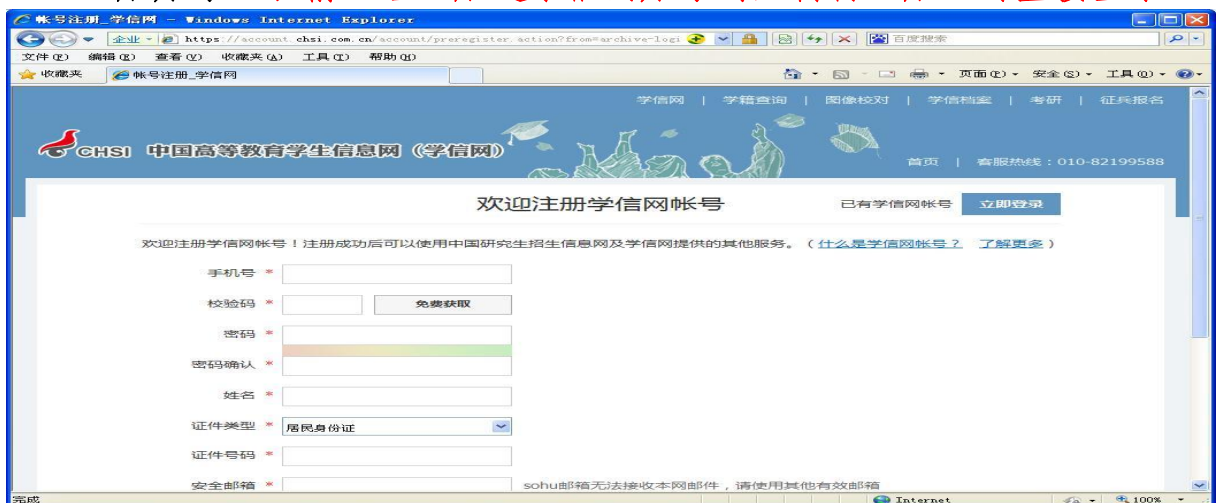 帐号注册_学信网 - Windows Internet Explorer
企业 https://account.chsi.com.cn/account/preregister.action?from=archive-logi 百度搜索
文件(F) 编辑(E) 查看(V) 收藏夹(A) 工具(T) 帮助(H)
收藏夹 帐号注册_学信网 页面(P) 安全(S) 工具(O)
学信网 | 学籍查询 | 图像校对 | 学信档案 | 考研 | 征兵报名
CHSI 中国高等教育学生信息网(学信网)
首页 | 客服热线:010-82199588
欢迎注册学信网帐号 已有学信网帐号 立即登录
欢迎注册学信网帐号!注册成功后可以使用中国研究生招生信息网及学信网提供的其他服务。(什么是学信网帐号? 了解更多)
手机号 *
校验码 * 免费获取
密码 *
密码确认 *
姓名 *
证件类型 * 居民身份证
证件号码 *
安全邮箱 * sohu邮箱无法接收本网邮件,请使用其他有效邮箱
完成 Internet 100%